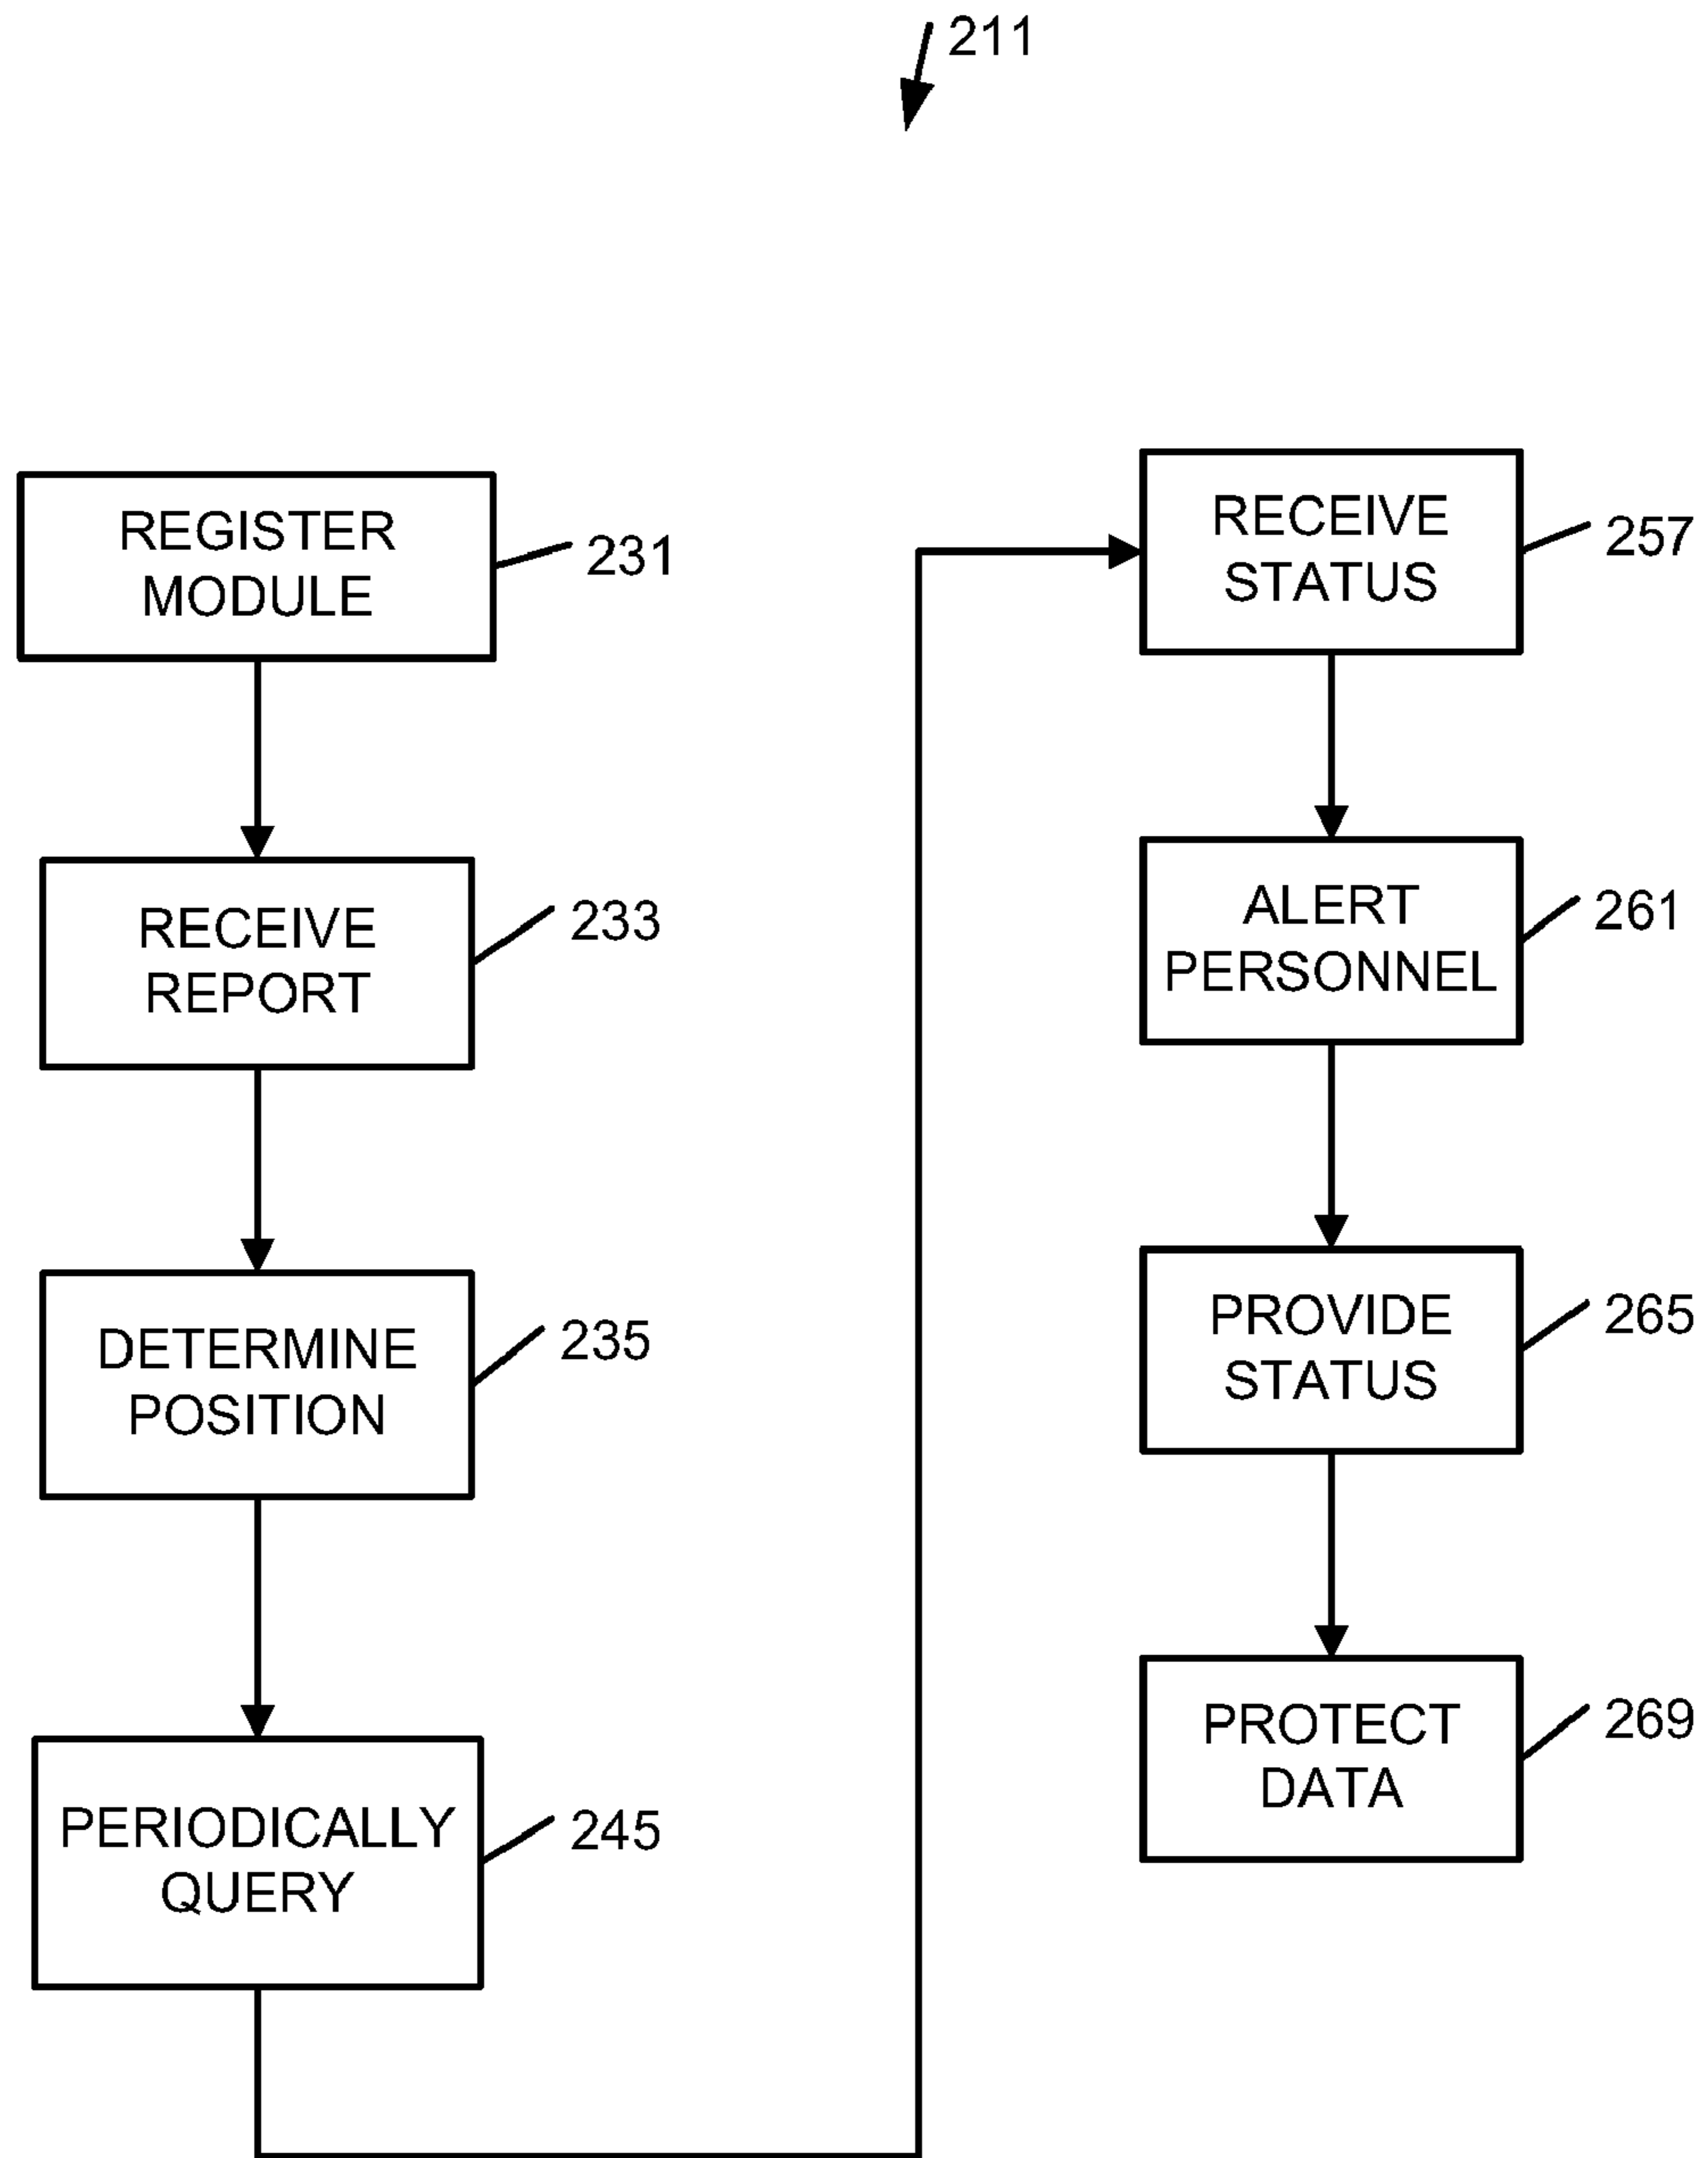 211
REGISTER
MODULE
231
RECEIVE
REPORT
233
DETERMINE
POSITION
235
PERIODICALLY
QUERY
245
RECEIVE
STATUS
257
ALERT
PERSONNEL
261
PROVIDE
STATUS
265
PROTECT
DATA
269